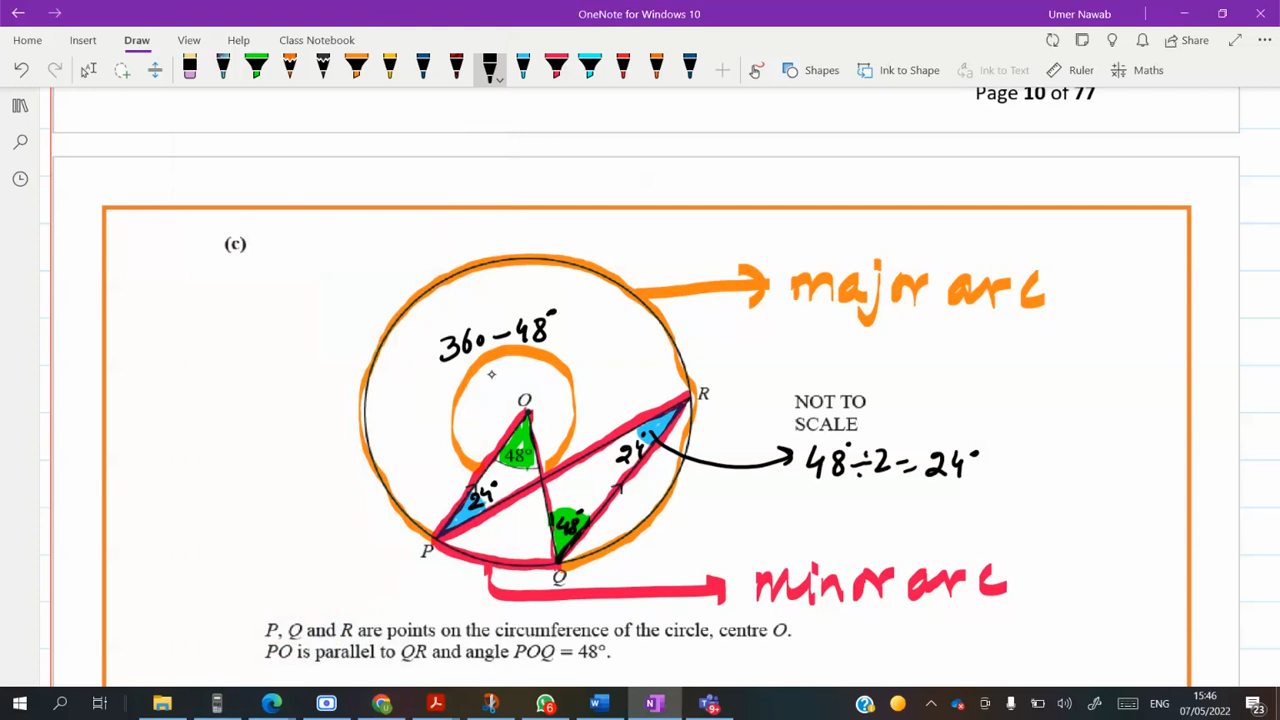 OneNote for Windows 10
Umer Nawab
Home Insert Draw View Help Class Notebook
Share
Shapes Ink to Shape Ink to Text Ruler Maths
Page 10 of 77
(c)
major arc
360-48°
O
R
NOT TO
SCALE
48°
24°
48°÷2=24°
24°
48°
P
Q
minor arc
P, Q and R are points on the circumference of the circle, centre O.
PO is parallel to QR and angle POQ = 48°.
6
9+
ENG
15:46
07/05/2022
23